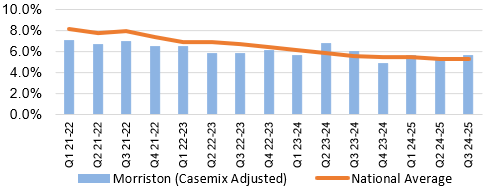 10.0%
8.0%
6.0%
4.0%
2.0%
0.0%
Q1 21-22
Q2 21-22
Q3 21-22
Q4 21-22
Q1 22-23
Q2 22-23
Q3 22-23
Q4 22-23
Q1 23-24
Q2 23-24
Q3 23-24
Q4 23-24
Q1 24-25
Q2 24-25
Q3 24-25
Morriston (Casemix Adjusted)
National Average